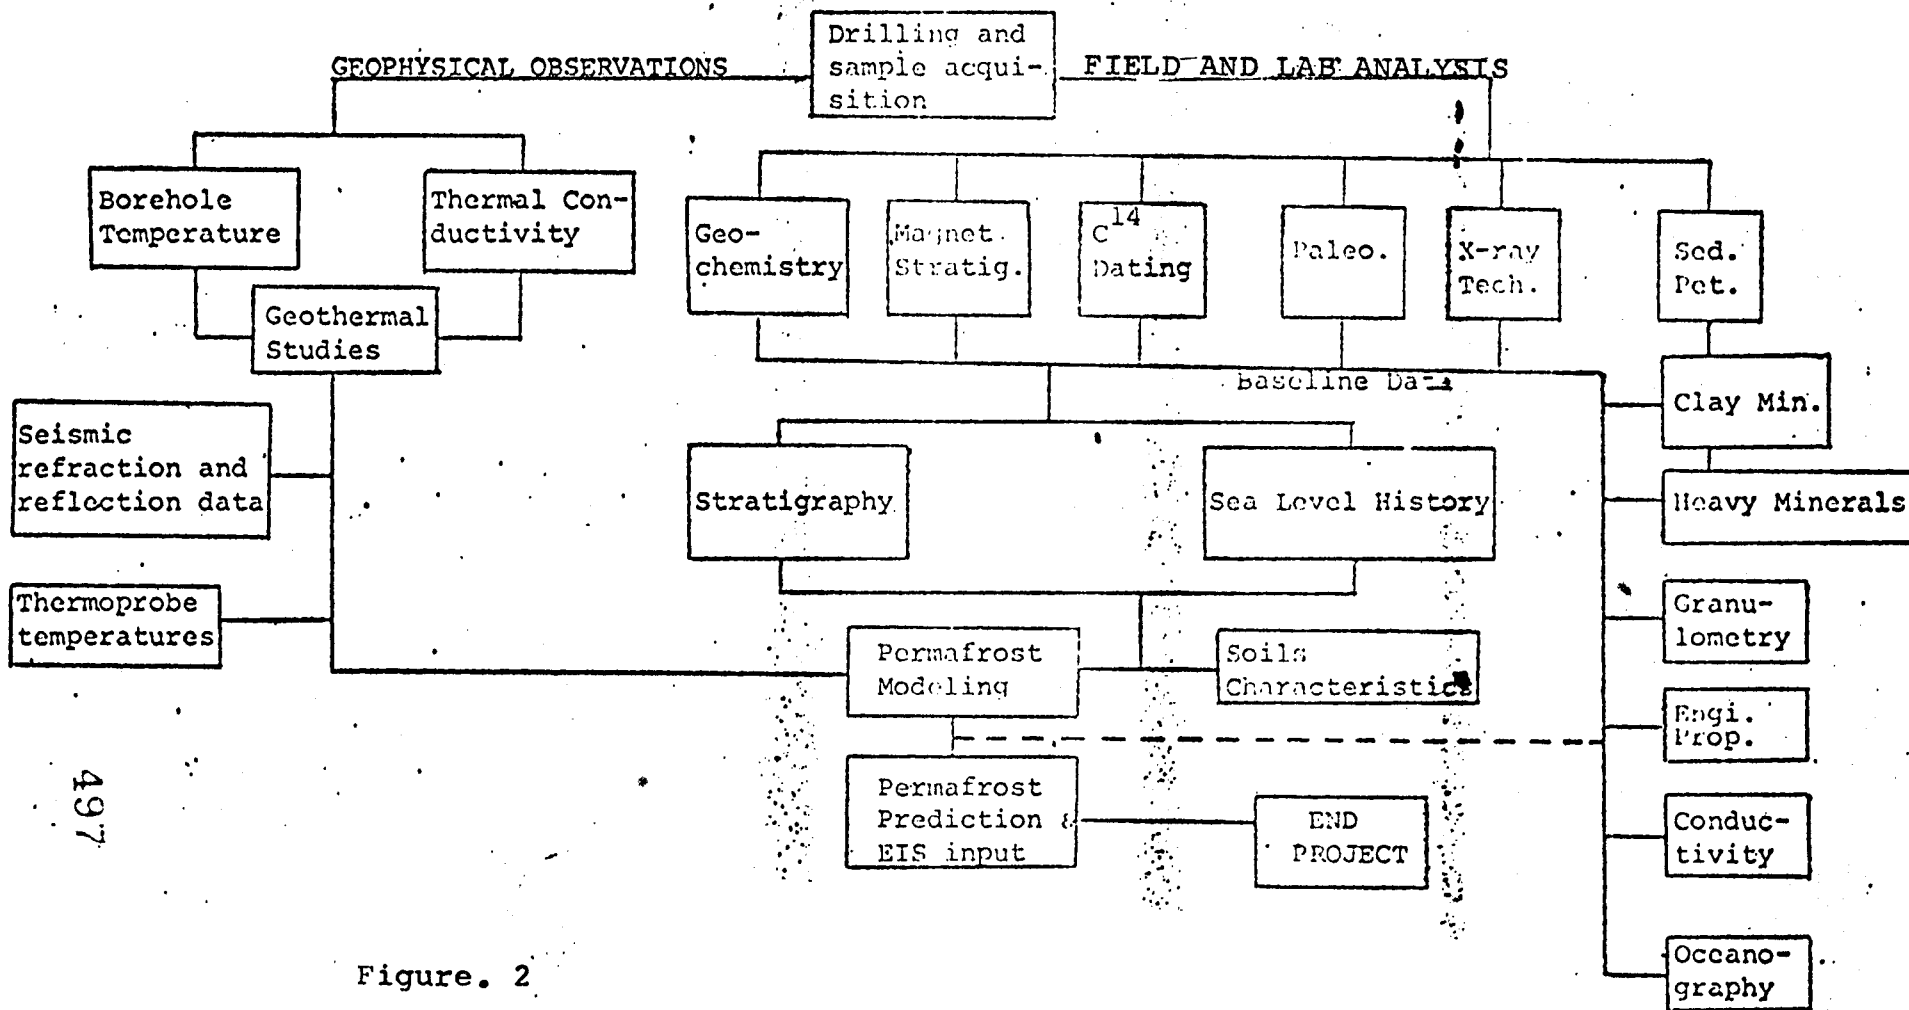 Drilling and
sample acqui-
sition
GEOPHYSICAL OBSERVATIONS
FIELD AND LAB ANALYSIS
Borehole
Temperature
Thermal Con-
ductivity
Geo-
chemistry
Magnet.
Stratig.
C14
Dating
Paleo.
X-ray
Tech.
Sed.
Pet.
Geothermal
Studies
Baseline Data
Clay Min.
Seismic
refraction and
reflection data
Stratigraphy
Sea Level History
Heavy Minerals
Thermoprobe
temperatures
Granu-
lometry
Permafrost
Modeling
Soils
Characteristics
Engi.
Prop.
Permafrost
Prediction &
EIS input
END
PROJECT
Conduc-
tivity
Oceano-
graphy
497
Figure. 2